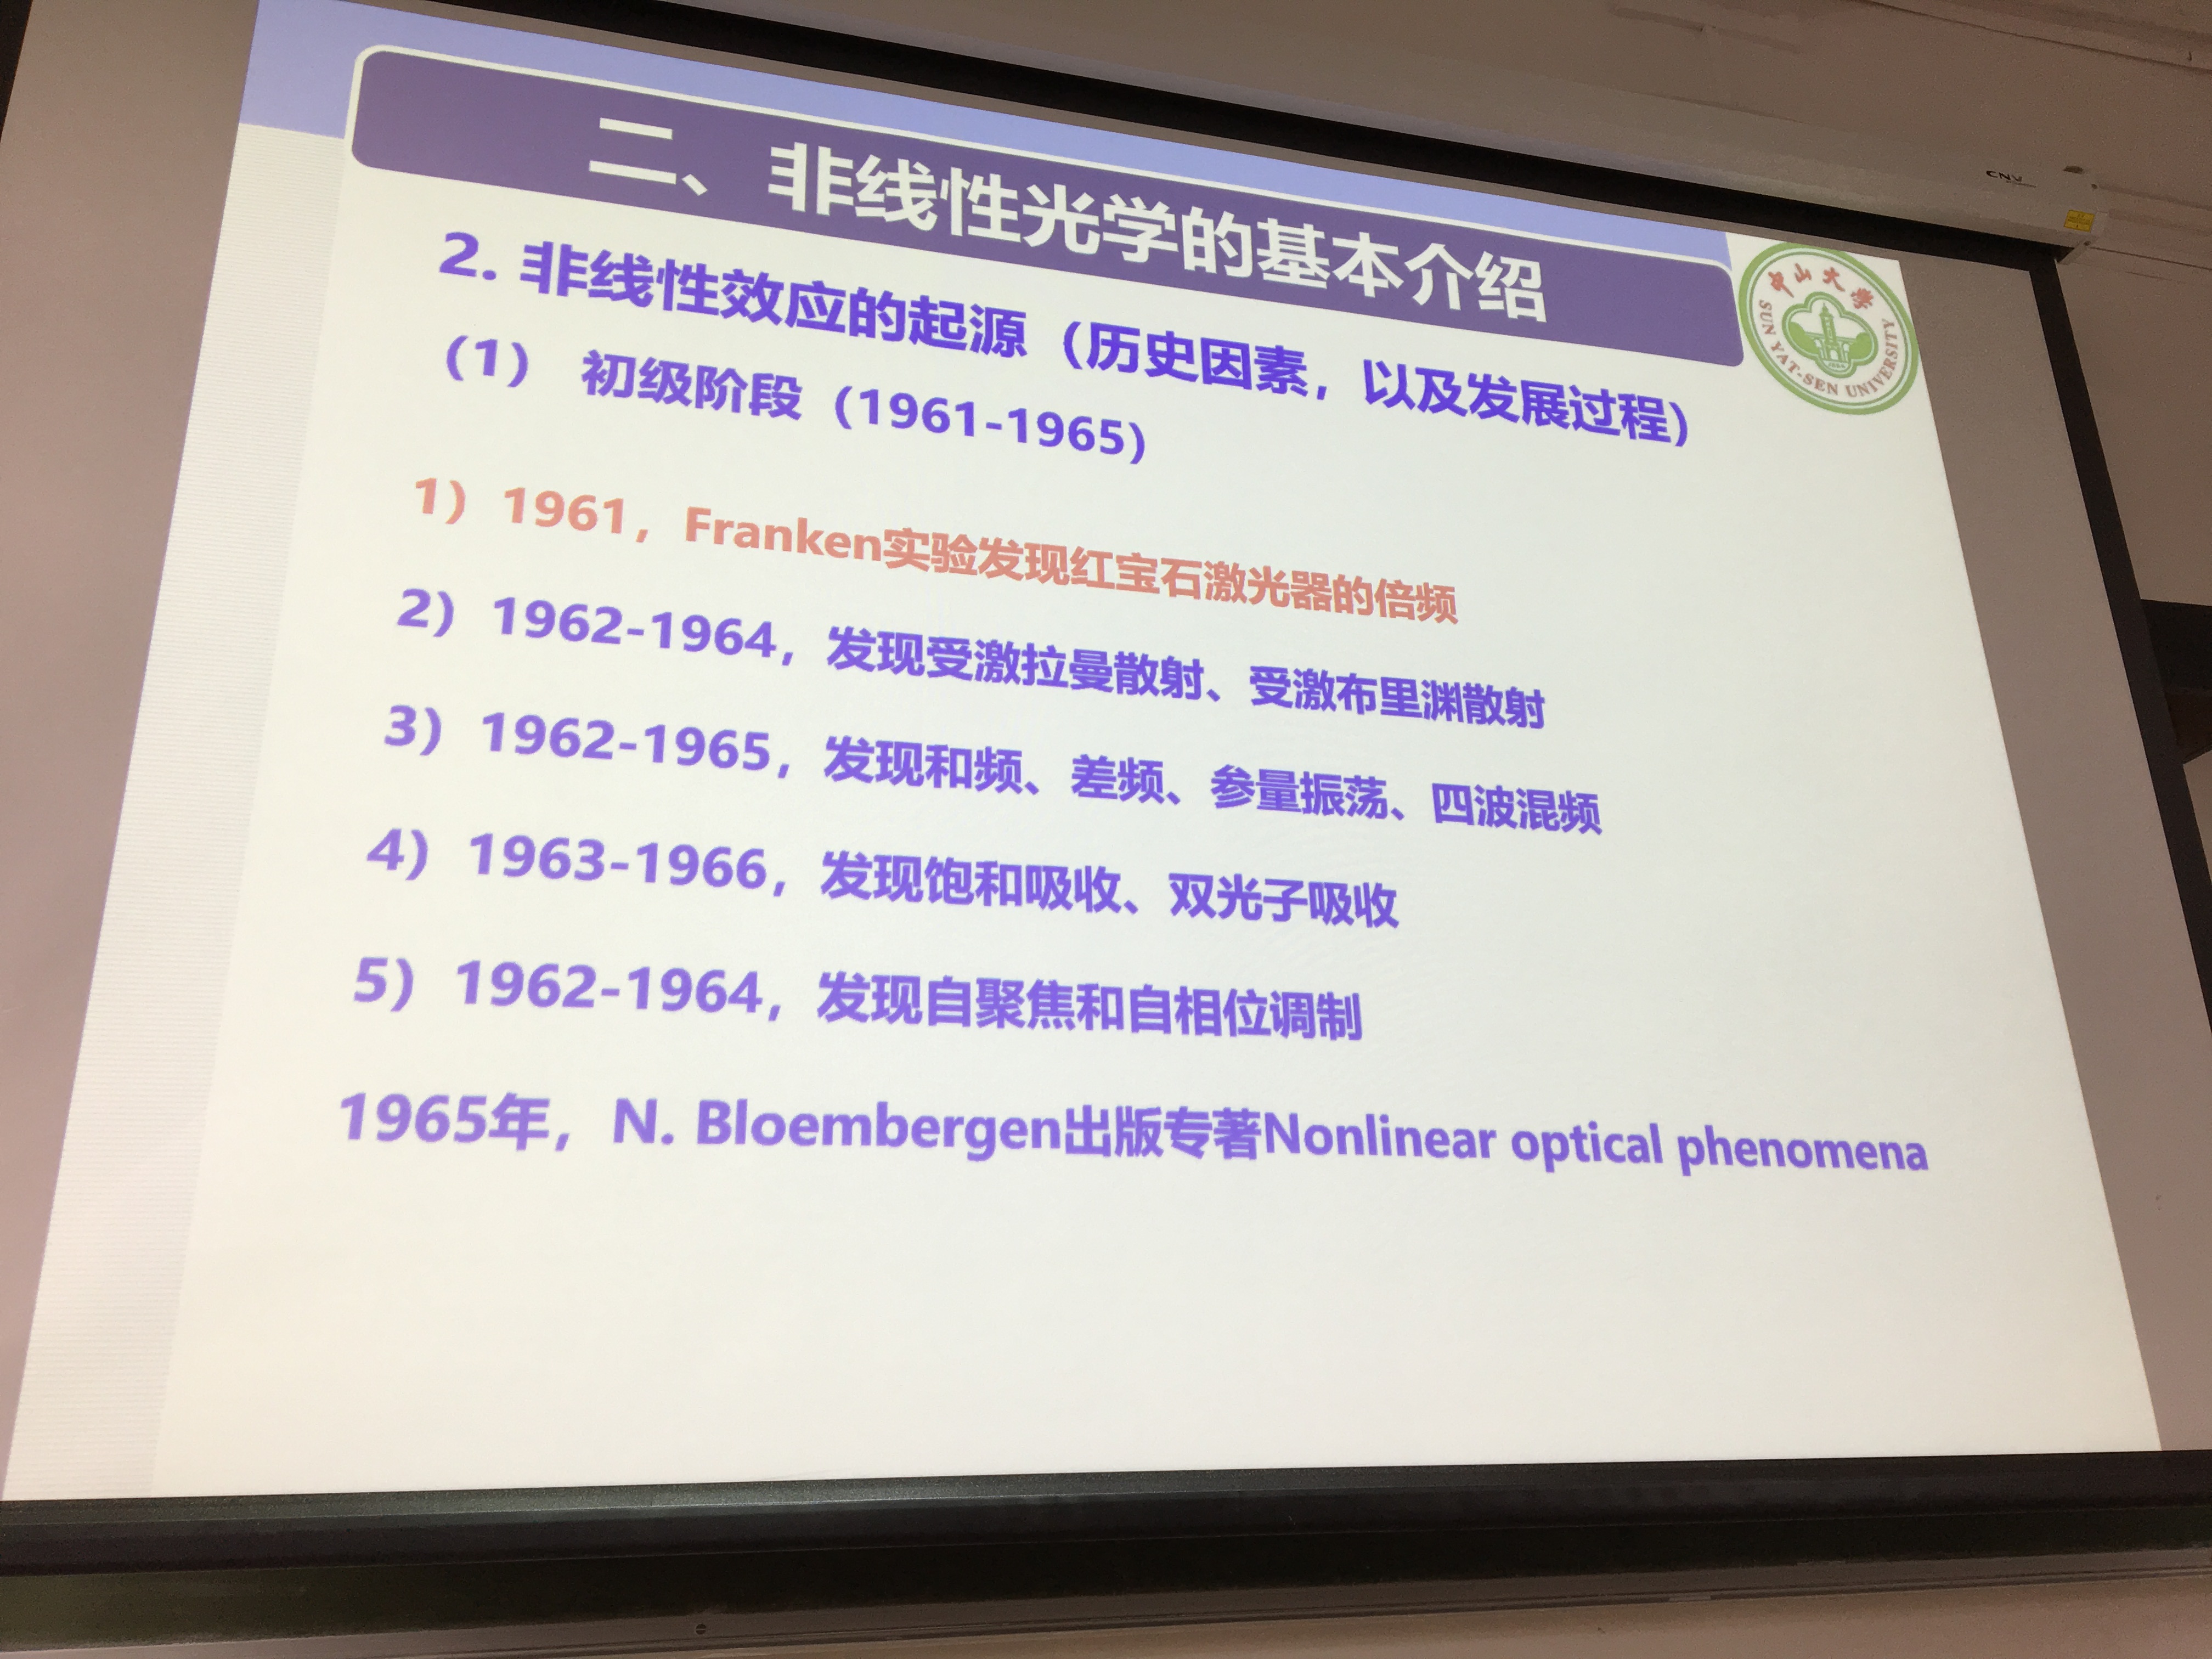 二、非线性光学的基本介绍
中山大学
SUN YAT-SEN UNIVERSITY
2. 非线性效应的起源（历史因素，以及发展过程）
（1） 初级阶段（1961-1965）
1）1961，Franken实验发现红宝石激光器的倍频
2）1962-1964，发现受激拉曼散射、受激布里渊散射
3）1962-1965，发现和频、差频、参量振荡、四波混频
4）1963-1966，发现饱和吸收、双光子吸收
5）1962-1964，发现自聚焦和自相位调制
1965年，N. Bloembergen出版专著Nonlinear optical phenomena